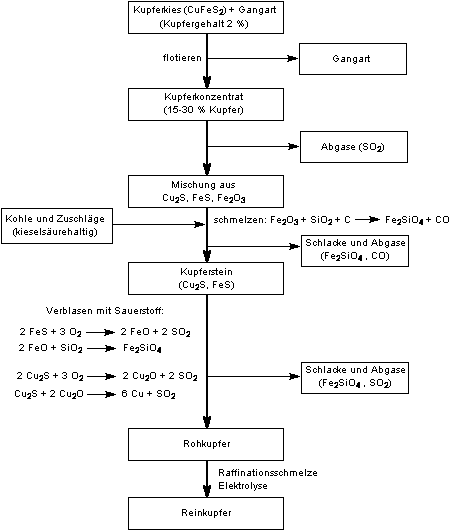 Kupferkies (CuFeS₂) + Gangart
(Kupfergehalt 2 %)
flotieren
Gangart
Kupferkonzentrat
(15-30 % Kupfer)
Abgase (SO₂)
Mischung aus
Cu₂S, FeS, Fe₂O₃
Kohle und Zuschläge
(kieselsäurehaltig)
schmelzen: Fe₂O₃ + SiO₂ + C → Fe₂SiO₄ + CO
Schlacke und Abgase
(Fe₂SiO₄ , CO)
Kupferstein
(Cu₂S, FeS)
Verblasen mit Sauerstoff:
2 FeS + 3 O₂ → 2 FeO + 2 SO₂
2 FeO + SiO₂ → Fe₂SiO₄
2 Cu₂S + 3 O₂ → 2 Cu₂O + 2 SO₂
Cu₂S + 2 Cu₂O → 6 Cu + SO₂
Schlacke und Abgase
(Fe₂SiO₄ , SO₂)
Rohkupfer
Raffinationsschmelze
Elektrolyse
Reinkupfer